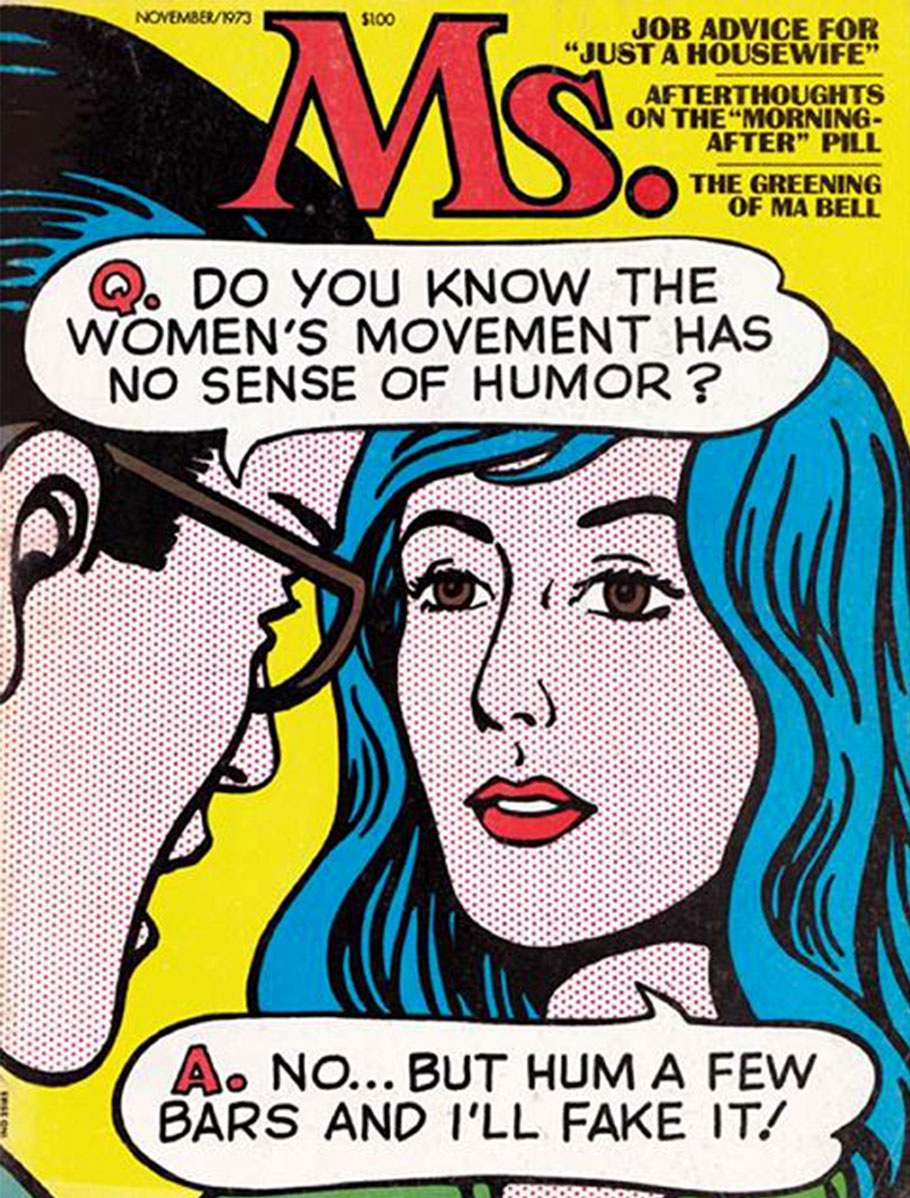 NOVEMBER/1973 $1.00
Ms.
JOB ADVICE FOR
“JUST A HOUSEWIFE”
AFTERTHOUGHTS
ON THE “MORNING-
AFTER” PILL
THE GREENING
OF MA BELL
Q. DO YOU KNOW THE
WOMEN'S MOVEMENT HAS
NO SENSE OF HUMOR?
A. NO... BUT HUM A FEW
BARS AND I'LL FAKE IT!